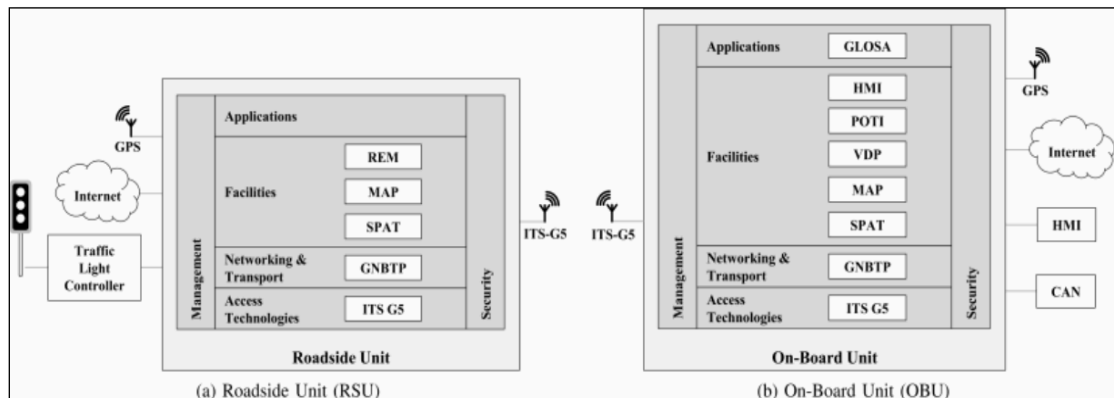 GPS
Internet
Traffic
Light
Controller
Management
Applications
Facilities
REM
MAP
SPAT
Networking &
Transport
GNBTP
Access
Technologies
ITS G5
Security
Roadside Unit
ITS-G5
(a) Roadside Unit (RSU)
ITS-G5
Management
Applications
GLOSA
Facilities
HMI
POTI
VDP
MAP
SPAT
Networking &
Transport
GNBTP
Access
Technologies
ITS G5
Security
On-Board Unit
GPS
Internet
HMI
CAN
(b) On-Board Unit (OBU)